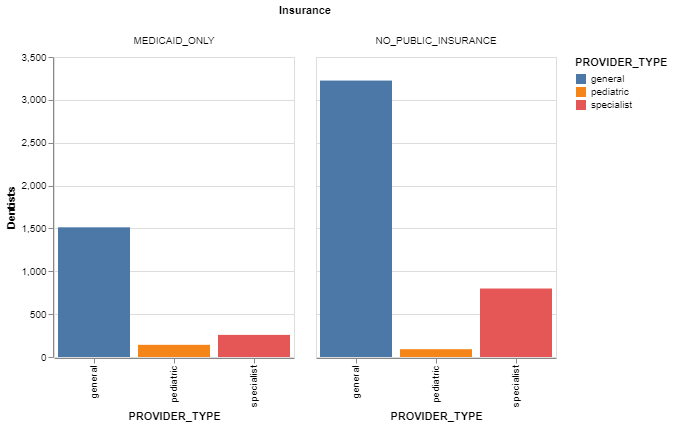 Insurance
MEDICAID_ONLY
NO_PUBLIC_INSURANCE
PROVIDER_TYPE
general
pediatric
specialist
Dentists
3,500
3,000
2,500
2,000
1,500
1,000
500
0
general
pediatric
specialist
general
pediatric
specialist
PROVIDER_TYPE
PROVIDER_TYPE